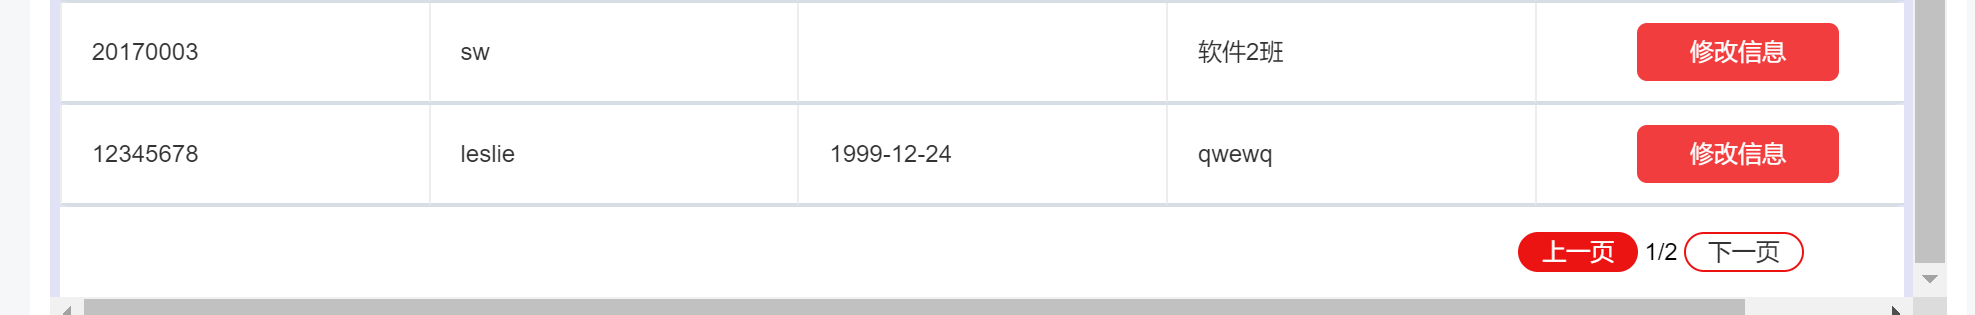 20170003 sw 软件2班 修改信息
12345678 leslie 1999-12-24 qwewq 修改信息
上一页 1/2 下一页